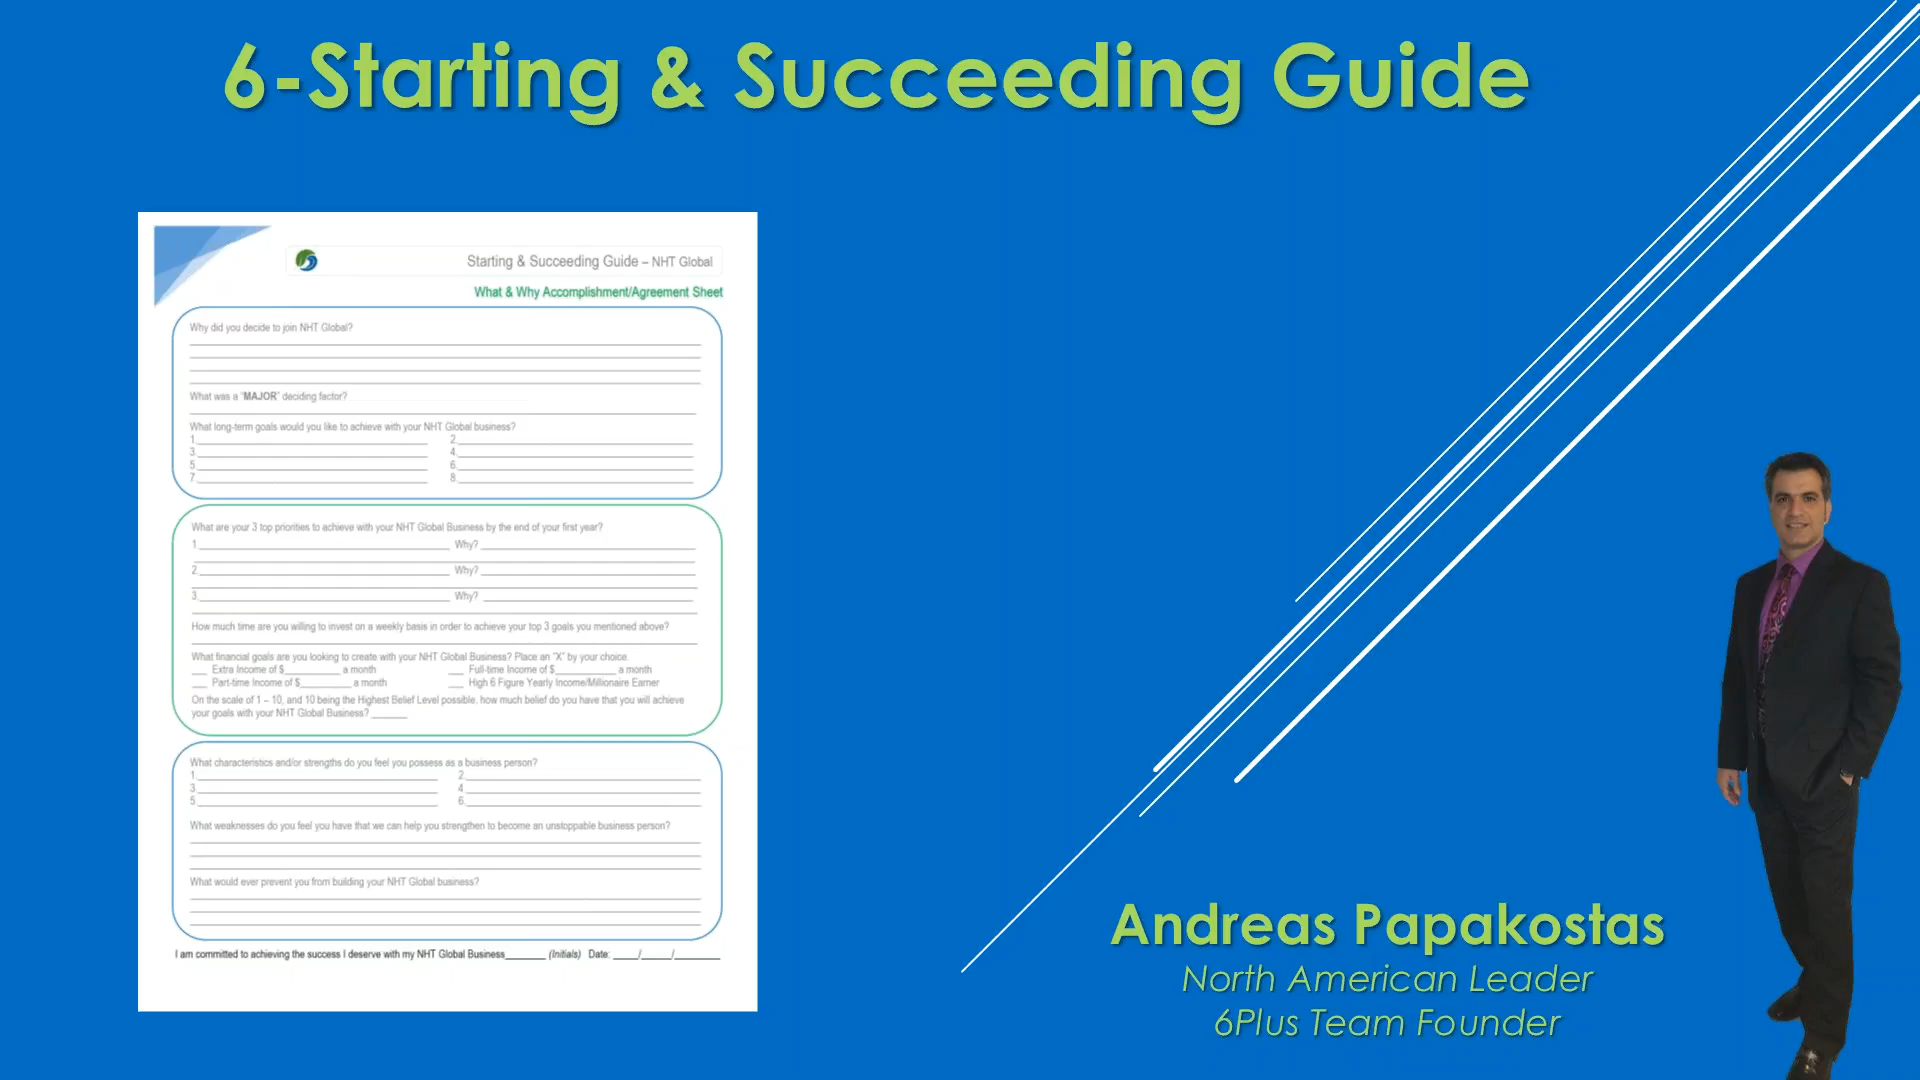 6-Starting & Succeeding Guide
Starting & Succeeding Guide – NHT Global
What & Why Accomplishment/Agreement Sheet
Why did you decide to join NHT Global?
What was a "MAJOR" deciding factor?
What long-term goals would you like to achieve with your NHT Global business?
1. 2.
3. 4.
5. 6.
7. 8.
What are your 3 top priorities to achieve with your NHT Global Business by the end of your first year?
1. Why?
2. Why?
3. Why?
How much time are you willing to invest on a weekly basis in order to achieve your top 3 goals you mentioned above?
What financial goals are you looking to create with your NHT Global Business? Place an "X" by your choice.
___ Extra Income of $__________ a month ___ Full-time Income of $___________ a month
___ Part-time Income of $_________ a month ___ High 6 Figure Yearly Income/Millionaire Earner
On the scale of 1 – 10, and 10 being the Highest Belief Level possible, how much belief do you have that you will achieve
your goals with your NHT Global Business? _______
What characteristics and/or strengths do you feel you possess as a business person?
1. 2.
3. 4.
5. 6.
What weaknesses do you feel you have that we can help you strengthen to become an unstoppable business person?
What would ever prevent you from building your NHT Global business?
I am committed to achieving the success I deserve with my NHT Global Business_______ (Initials) Date: ____/_____/________
Andreas Papakostas
North American Leader
6Plus Team Founder